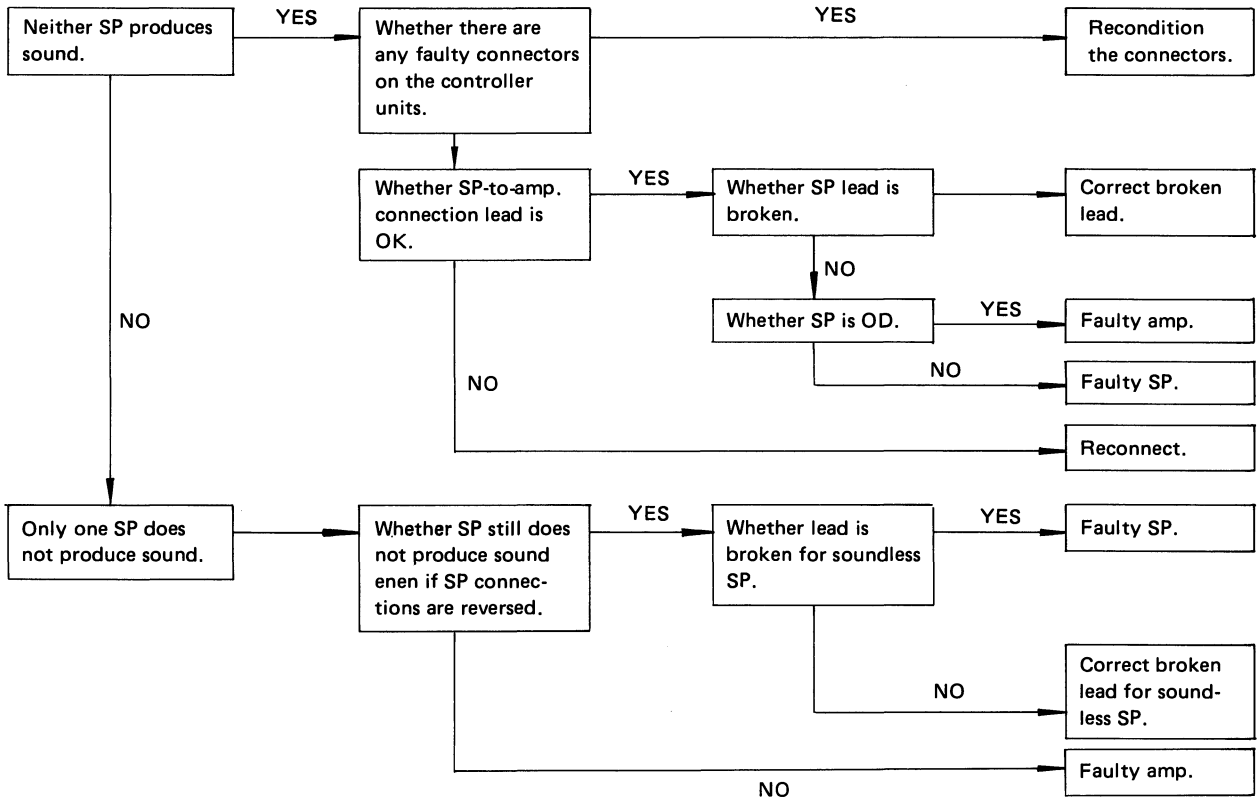 Neither SP produces
sound.
YES
Whether there are
any faulty connectors
on the controller
units.
YES
Recondition
the connectors.
Whether SP-to-amp.
connection lead is
OK.
YES
Whether SP lead is
broken.
Correct broken
lead.
NO
Whether SP is OD.
YES
Faulty amp.
NO
Faulty SP.
NO
NO
Reconnect.
Only one SP does
not produce sound.
Whether SP still does
not produce sound
enen if SP connec-
tions are reversed.
YES
Whether lead is
broken for soundless
SP.
YES
Faulty SP.
NO
Correct broken
lead for sound-
less SP.
NO
Faulty amp.